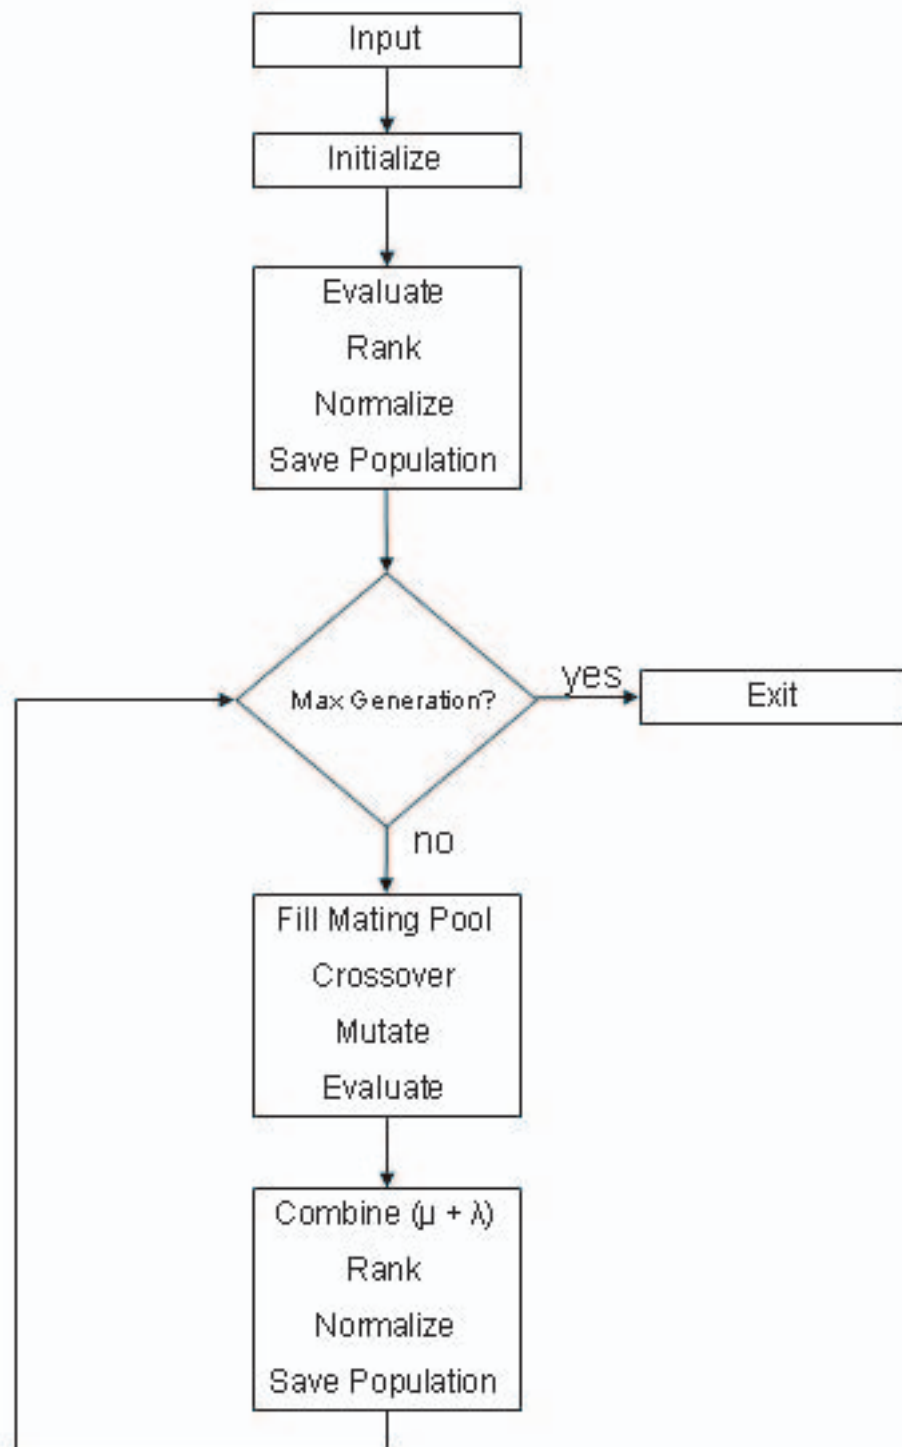 Input
Initialize
Evaluate
Rank
Normalize
Save Population
Max Generation?
yes
Exit
no
Fill Mating Pool
Crossover
Mutate
Evaluate
Combine (μ + λ)
Rank
Normalize
Save Population